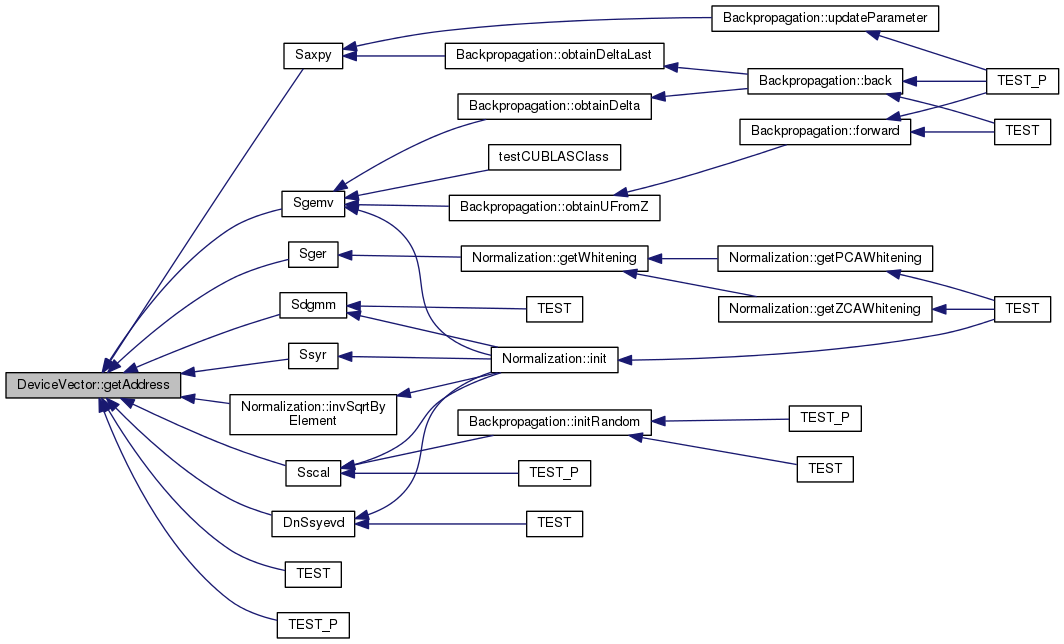 Backpropagation::updateParameter
Saxpy
Backpropagation::obtainDeltaLast
Backpropagation::back
TEST_P
Backpropagation::obtainDelta
Backpropagation::forward
TEST
testCUBLASClass
Sgemv
Backpropagation::obtainUFromZ
Sger
Normalization::getWhitening
Normalization::getPCAWhitening
Sdgmm
TEST
Normalization::getZCAWhitening
TEST
Ssyr
Normalization::init
DeviceVector::getAddress
Normalization::invSqrtBy
Element
Backpropagation::initRandom
TEST_P
Sscal
TEST_P
TEST
DnSsyevd
TEST
TEST
TEST_P